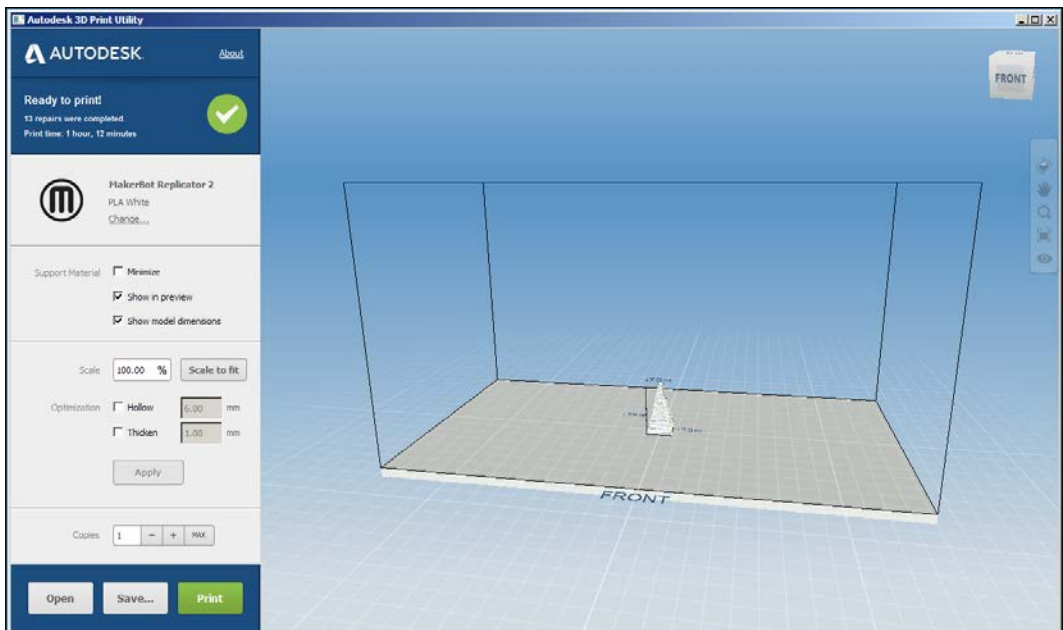 Autodesk 3D Print Utility
AUTODESK.
About
Ready to print!
13 repairs were completed.
Print time: 1 hour, 12 minutes
MakerBot Replicator 2
PLA White
Change...
Support Material
Minimize
Show in preview
Show model dimensions
Scale
100.00 %
Scale to fit
Optimization
Hollow
6.00
mm
Thicken
1.00
mm
Apply
Copies
1
-
+
MAX
Open
Save...
Print
FRONT
FRONT